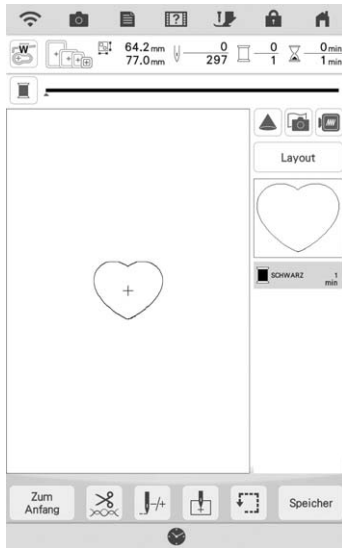 64.2 mm
77.0 mm
0
297
0
1
0 min
1 min
Layout
SCHWARZ 1 min
Zum Anfang
-/+
Speicher